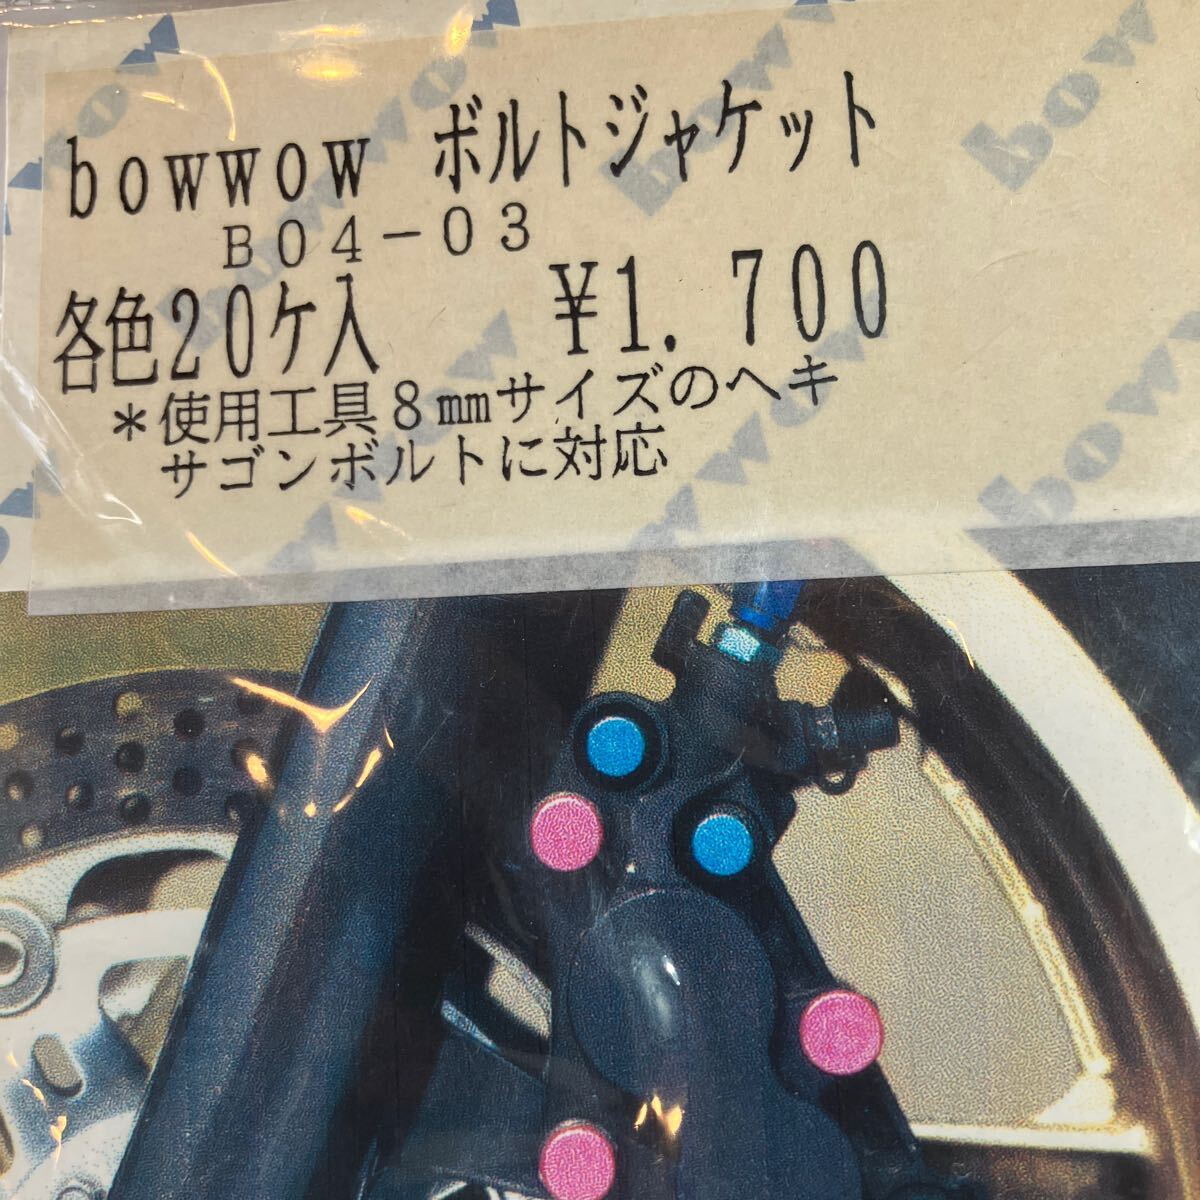 bowwow ボルトジャケット
B04-03
各色20ケ入 ¥1.700
*使用工具8mmサイズのヘキ
サゴンボルトに対応